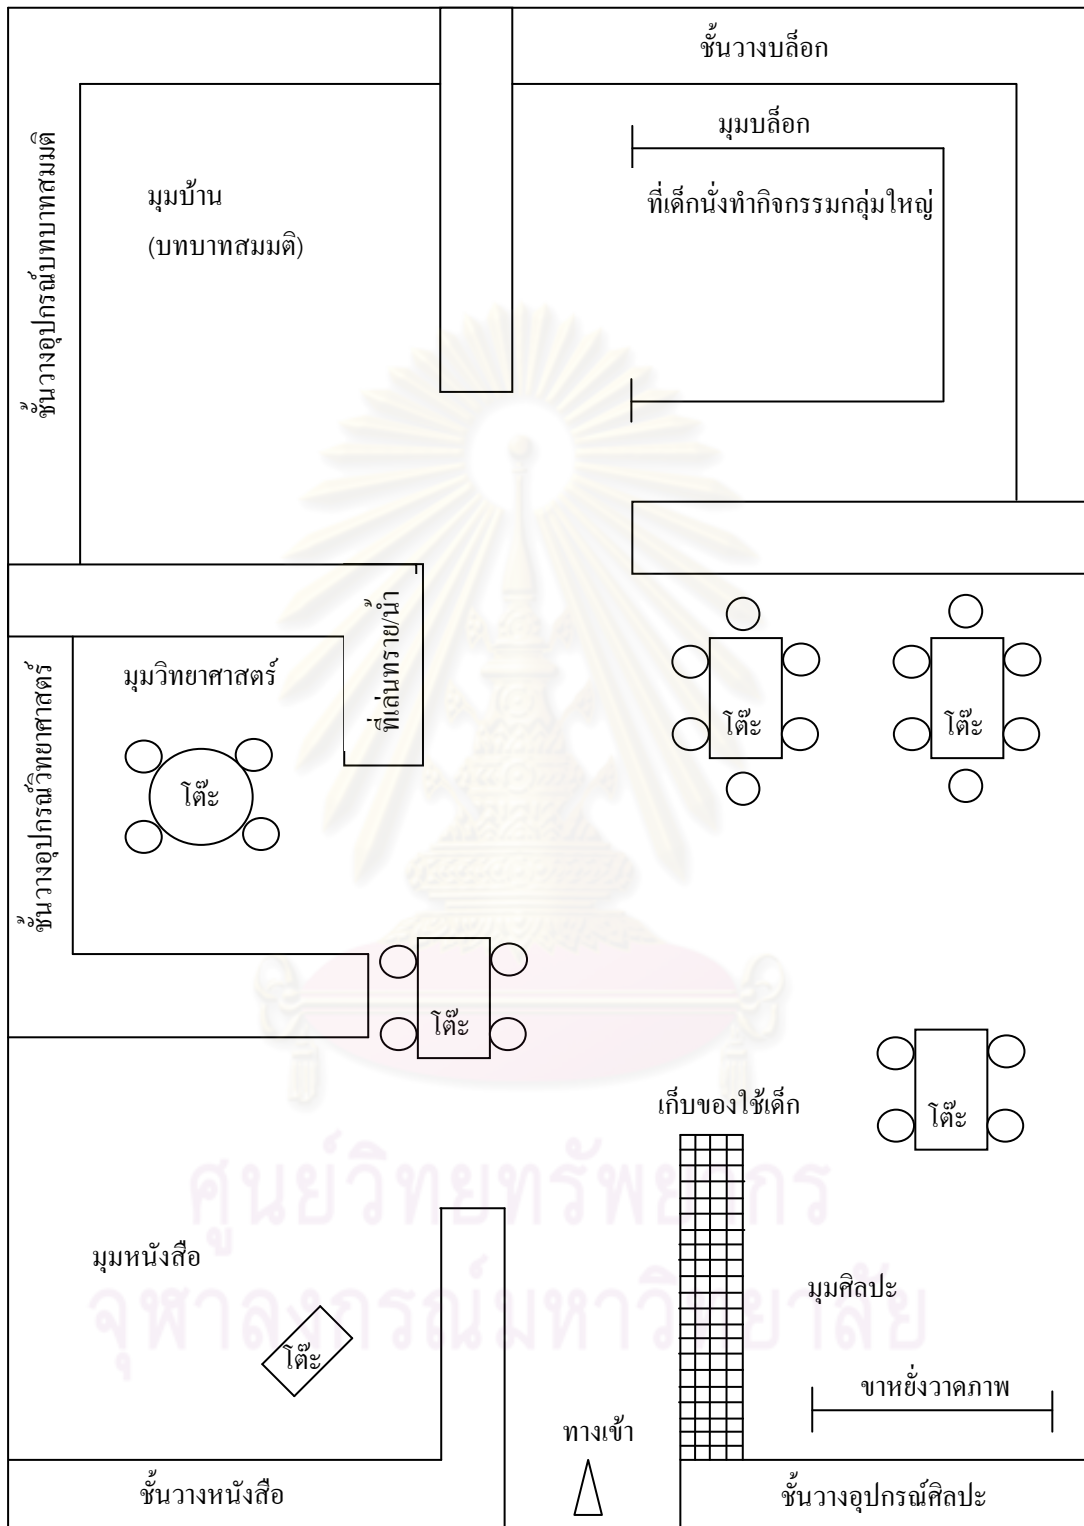 ชั้นวางบล็อก
มุมบล็อก
ที่เด็กนั่งทำกิจกรรมกลุ่มใหญ่
มุมบ้าน
(บทบาทสมมติ)
ชั้นวางอุปกรณ์บทบาทสมมติ
ที่เล่นทราย/น้ำ
มุมวิทยาศาสตร์
โต๊ะ
โต๊ะ
โต๊ะ
ชั้นวางอุปกรณ์วิทยาศาสตร์
โต๊ะ
โต๊ะ
เก็บของใช้เด็ก
ศูนย์วิทยทรัพยากร
จุฬาลงกรณ์มหาวิทยาลัย
มุมหนังสือ
มุมศิลปะ
โต๊ะ
ขาหยั่งวาดภาพ
ทางเข้า
ชั้นวางหนังสือ
ชั้นวางอุปกรณ์ศิลปะ